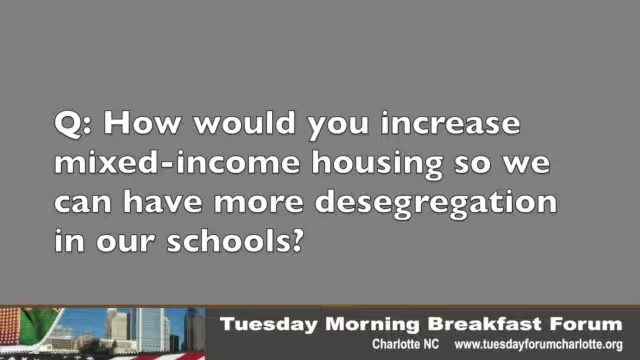 Q: How would you increase
mixed-income housing so we
can have more desegregation
in our schools?
Tuesday Morning Breakfast Forum
Charlotte NC www.tuesdayforumcharlotte.org